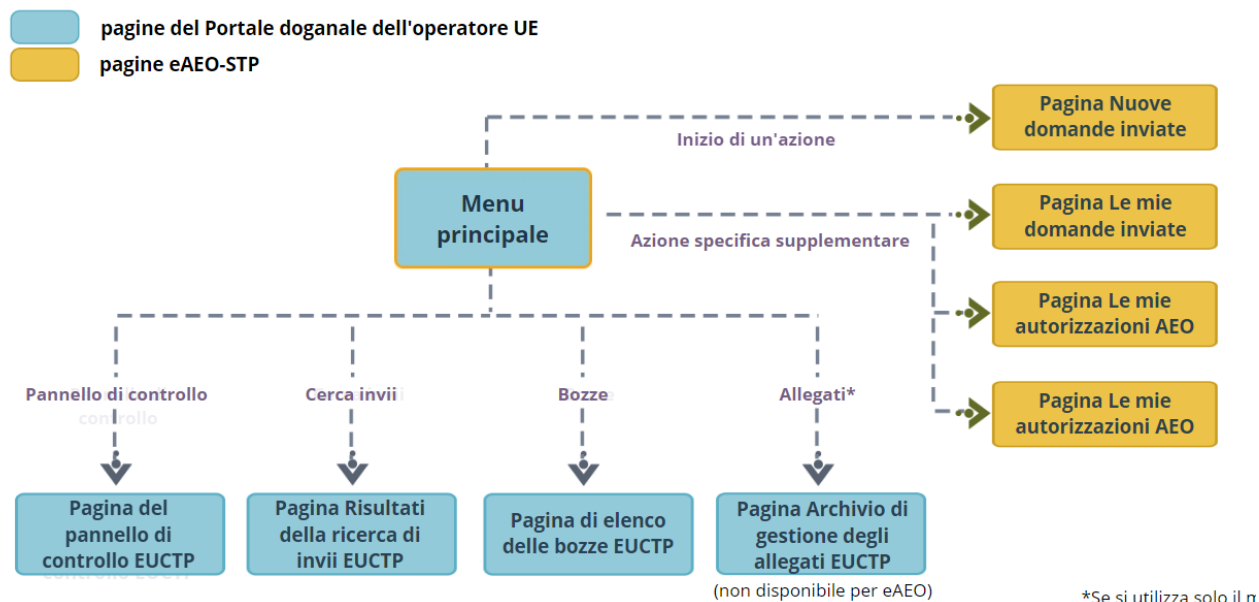 pagine del Portale doganale dell'operatore UE
pagine eAEO-STP
Pagina Nuove
domande inviate
Inizio di un'azione
Menu
principale
Pagina Le mie
domande inviate
Azione specifica supplementare
Pagina Le mie
autorizzazioni AEO
Pagina Le mie
autorizzazioni AEO
Pannello di controllo
controllo
Cerca invii
Bozze
Allegati*
Pagina del
pannello di
controllo EUCTP
Pagina Risultati
della ricerca di
invii EUCTP
Pagina di elenco
delle bozze EUCTP
Pagina Archivio di
gestione degli
allegati EUCTP
(non disponibile per eAEO)
*Se si utilizza solo il m